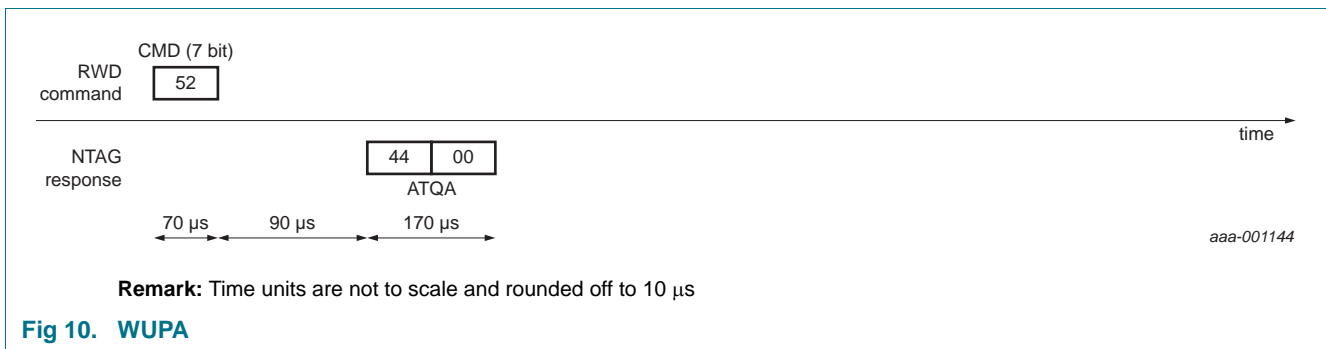 CMD (7 bit)
RWD
command
52
time
NTAG
response
44 00
ATQA
70 µs 90 µs 170 µs
aaa-001144
Remark: Time units are not to scale and rounded off to 10 µs
Fig 10. WUPA